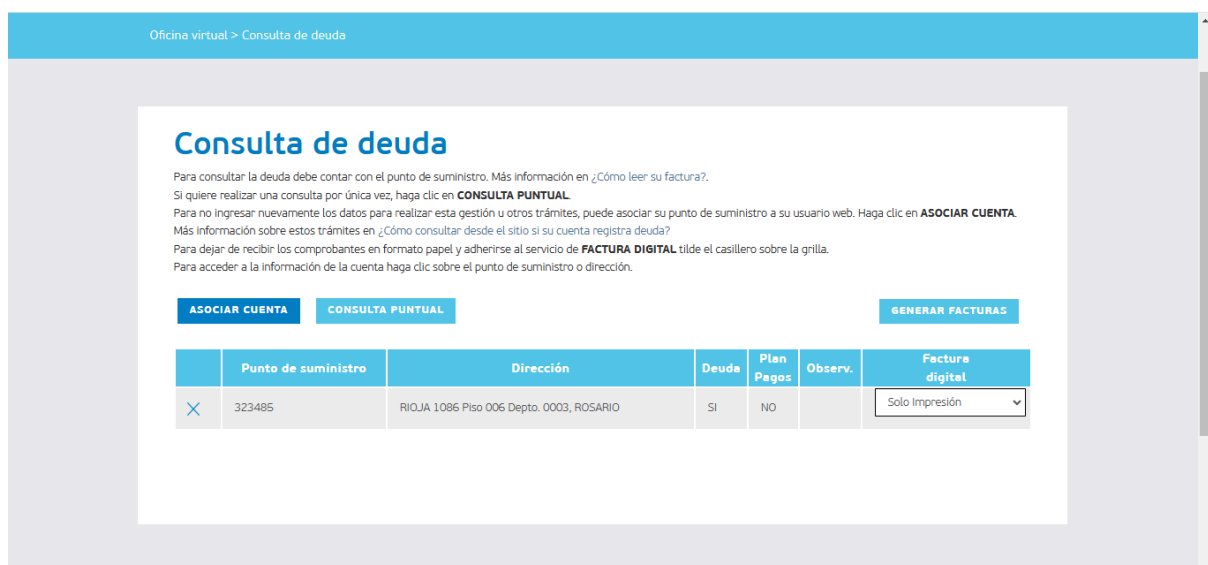 Oficina virtual > Consulta de deuda
Consulta de deuda
Para consultar la deuda debe contar con el punto de suministro. Más información en ¿Cómo leer su factura?.
Si quiere realizar una consulta por única vez, haga clic en CONSULTA PUNTUAL.
Para no ingresar nuevamente los datos para realizar esta gestión u otros trámites, puede asociar su punto de suministro a su usuario web. Haga clic en ASOCIAR CUENTA.
Más información sobre estos trámites en ¿Cómo consultar desde el sitio si su cuenta registra deuda?
Para dejar de recibir los comprobantes en formato papel y adherirse al servicio de FACTURA DIGITAL tilde el casillero sobre la grilla.
Para acceder a la información de la cuenta haga clic sobre el punto de suministro o dirección.
ASOCIAR CUENTA CONSULTA PUNTUAL GENERAR FACTURAS
Punto de suministro Dirección Deuda Plan Pagos Observ. Factura digital
323485 RIOJA 1086 Piso 006 Depto. 0003, ROSARIO SI NO Solo Impresión